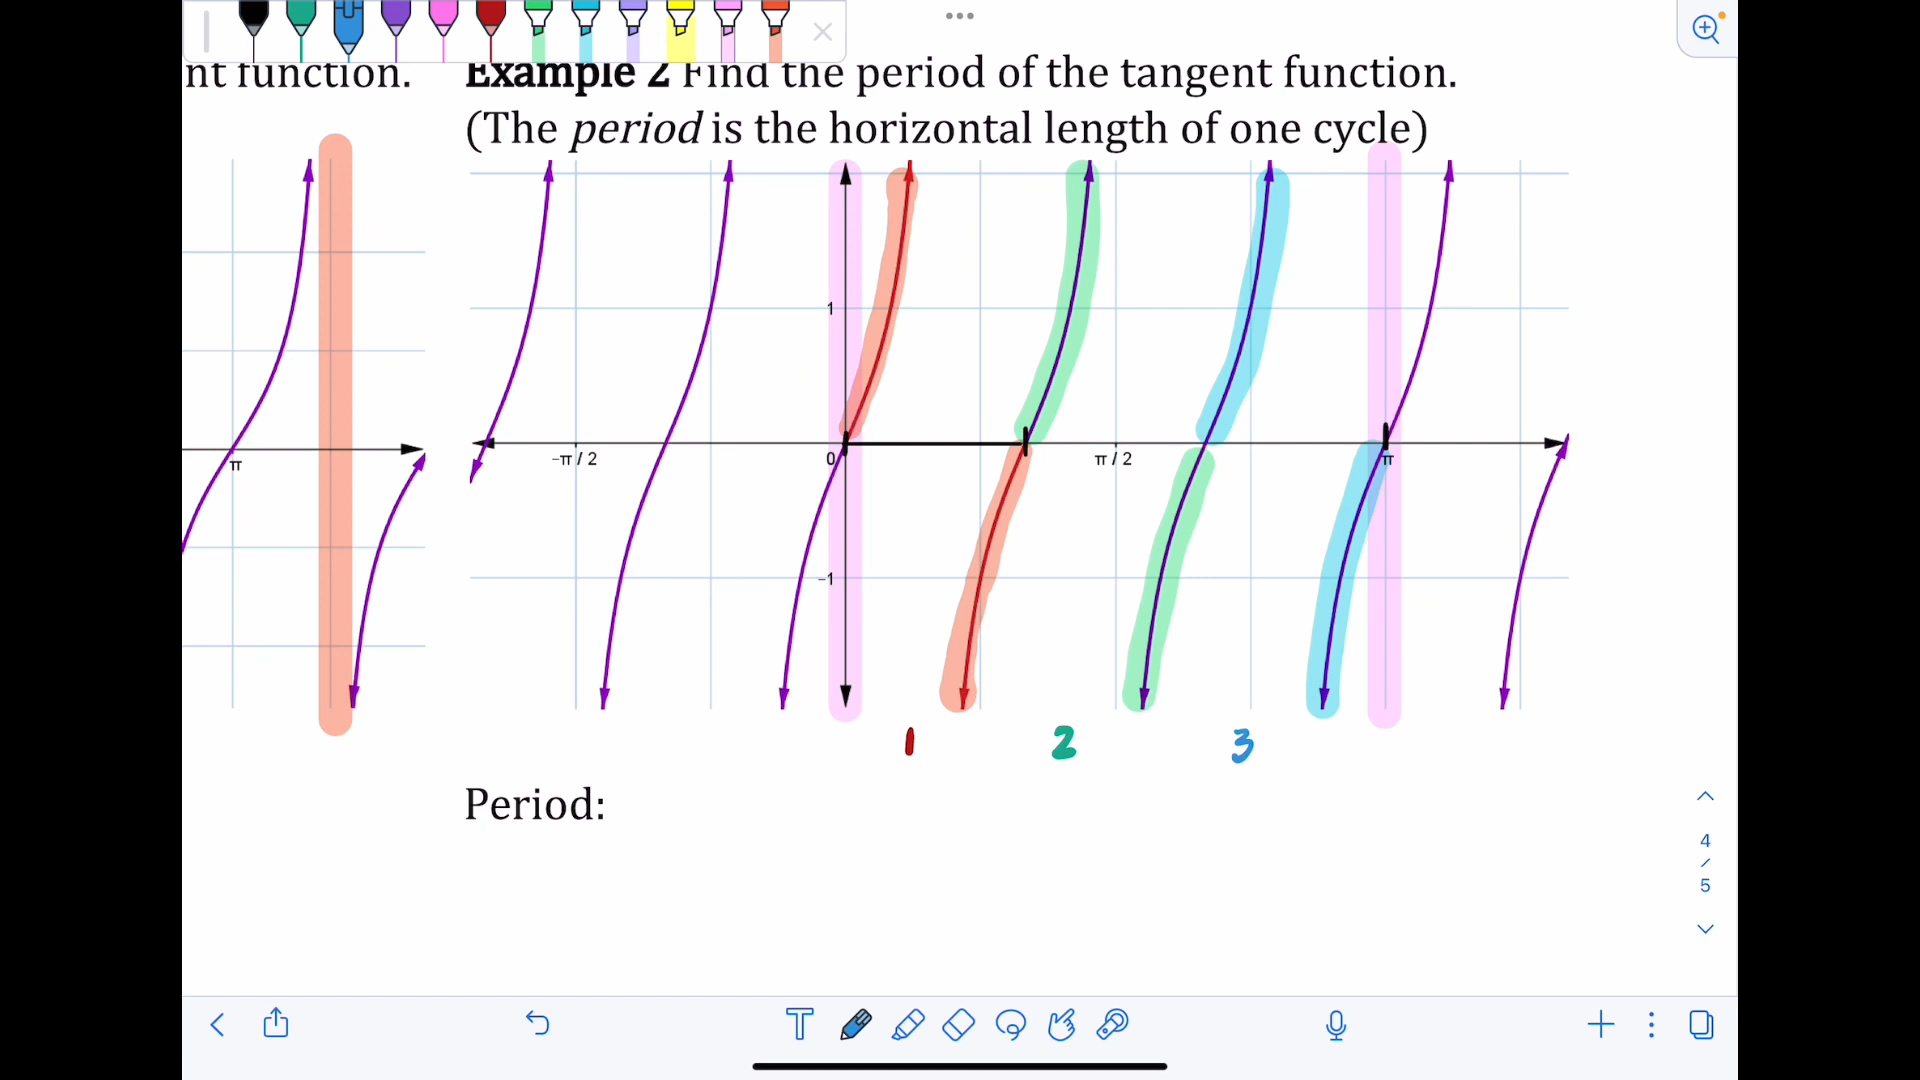 nt function.
Example 2 Find the period of the tangent function.
(The period is the horizontal length of one cycle)
1
-π / 2
0
π / 2
π
π
-1
1 2 3
Period:
4
/
5
T